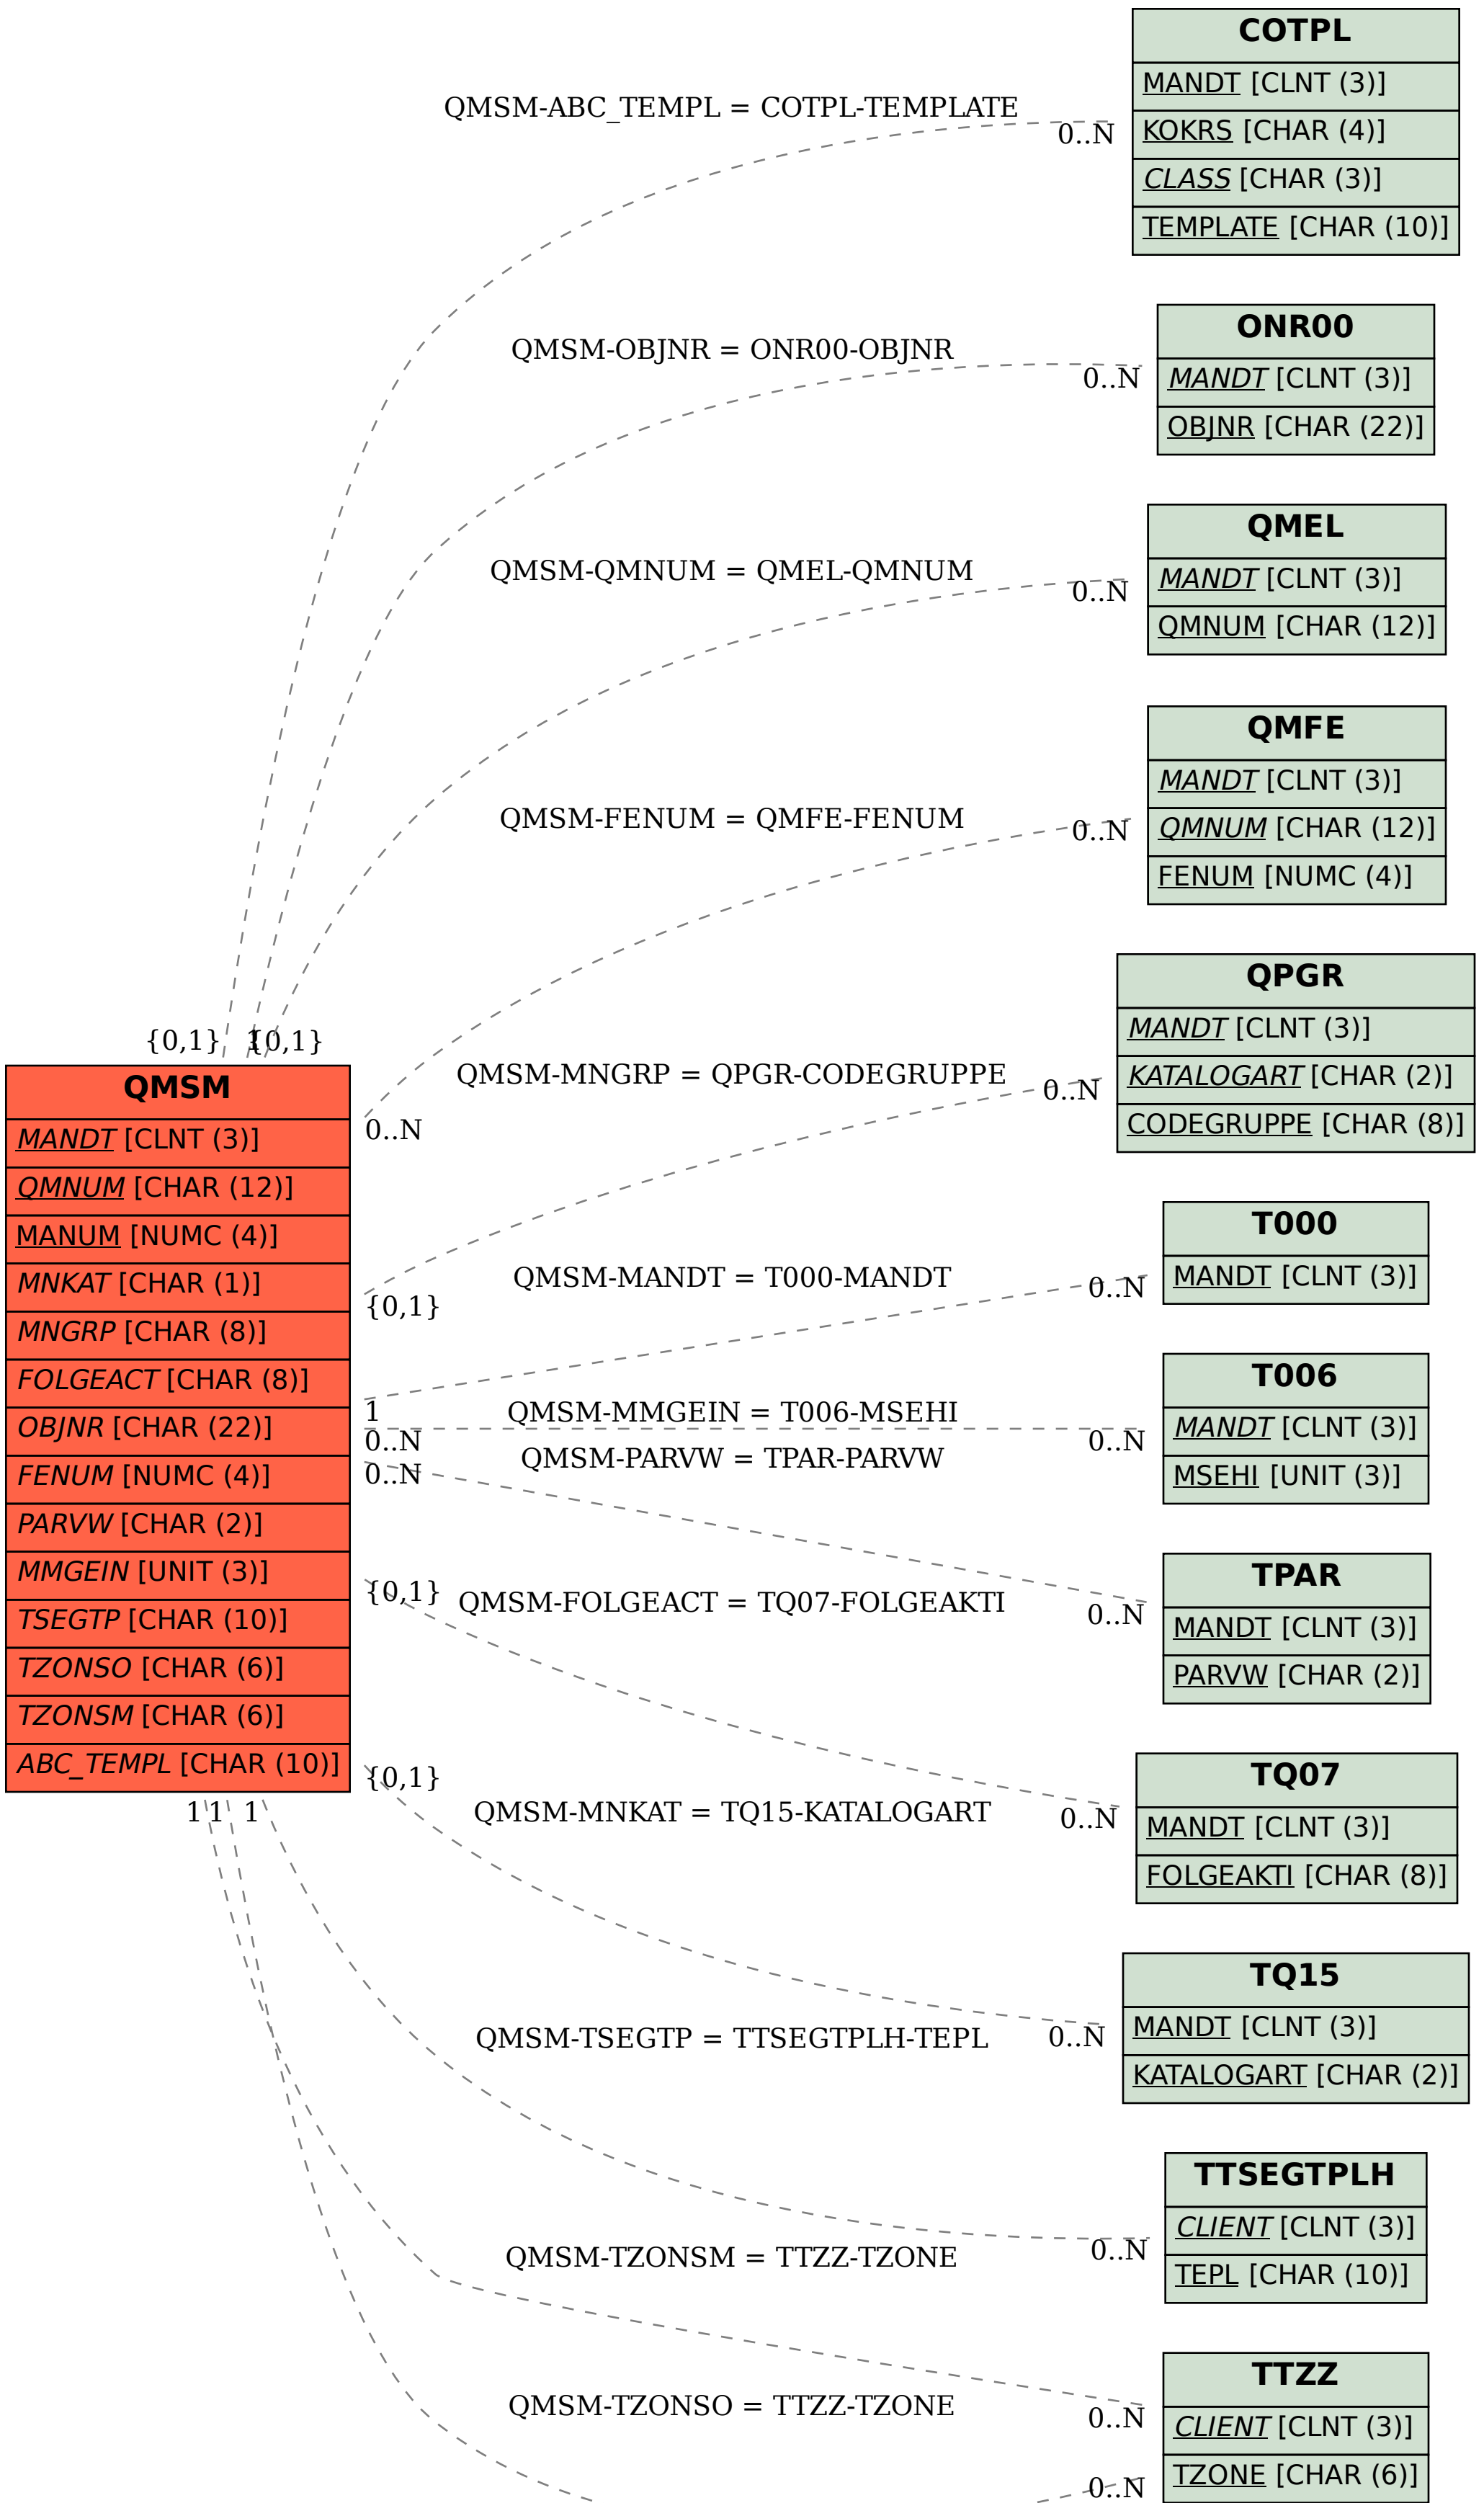 COTPL
MANDT [CLNT (3)]
KOKRS [CHAR (4)]
CLASS [CHAR (3)]
TEMPLATE [CHAR (10)]
QMSM-ABC_TEMPL = COTPL-TEMPLATE
0..N
ONR00
MANDT [CLNT (3)]
OBJNR [CHAR (22)]
QMSM-OBJNR = ONR00-OBJNR
0..N
QMEL
MANDT [CLNT (3)]
QMNUM [CHAR (12)]
QMSM-QMNUM = QMEL-QMNUM
0..N
QMFE
MANDT [CLNT (3)]
QMNUM [CHAR (12)]
FENUM [NUMC (4)]
QMSM-FENUM = QMFE-FENUM
0..N
QPGR
MANDT [CLNT (3)]
KATALOGART [CHAR (2)]
CODEGRUPPE [CHAR (8)]
QMSM-MNGRP = QPGR-CODEGRUPPE
0..N
{0,1}
1
{0,1}
QMSM
MANDT [CLNT (3)]
QMNUM [CHAR (12)]
MANUM [NUMC (4)]
MNKAT [CHAR (1)]
MNGRP [CHAR (8)]
FOLGEACT [CHAR (8)]
OBJNR [CHAR (22)]
FENUM [NUMC (4)]
PARVW [CHAR (2)]
MMGEIN [UNIT (3)]
TSEGTP [CHAR (10)]
TZONSO [CHAR (6)]
TZONSM [CHAR (6)]
ABC_TEMPL [CHAR (10)]
0..N
{0,1}
1
0..N
0..N
{0,1}
{0,1}
1
1
1
T000
MANDT [CLNT (3)]
QMSM-MANDT = T000-MANDT
0..N
T006
MANDT [CLNT (3)]
MSEHI [UNIT (3)]
QMSM-MMGEIN = T006-MSEHI
0..N
QMSM-PARVW = TPAR-PARVW
TPAR
MANDT [CLNT (3)]
PARVW [CHAR (2)]
0..N
QMSM-FOLGEACT = TQ07-FOLGEAKTI
TQ07
MANDT [CLNT (3)]
FOLGEAKTI [CHAR (8)]
0..N
QMSM-MNKAT = TQ15-KATALOGART
TQ15
MANDT [CLNT (3)]
KATALOGART [CHAR (2)]
0..N
QMSM-TSEGTP = TTSEGTPLH-TEPL
TTSEGTPLH
CLIENT [CLNT (3)]
TEPL [CHAR (10)]
0..N
QMSM-TZONSM = TTZZ-TZONE
TTZZ
CLIENT [CLNT (3)]
TZONE [CHAR (6)]
0..N
QMSM-TZONSO = TTZZ-TZONE
0..N